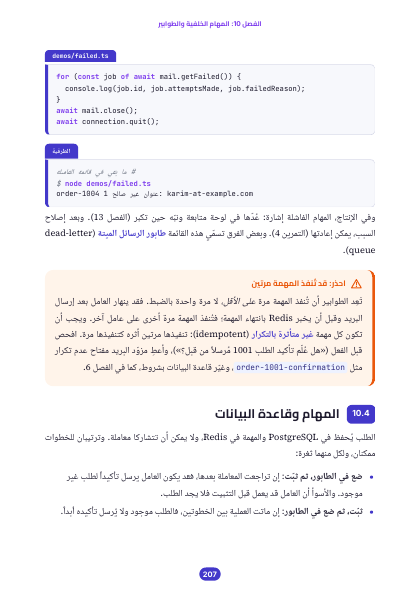 الفصل 10: المهام الخلفية والطوابير
demos/failed.ts
for (const job of await mail.getFailed()) {
  console.log(job.id, job.attemptsMade, job.failedReason);
}
await mail.close();
await connection.quit();
الطرفية
# ما بقي في قائمة الفاشلة
$ node demos/failed.ts
order-1004 1 عنوان غير صالح: karim-at-example.com
وفي الإنتاج، المهام الفاشلة إشارة: عُدّها في لوحة متابعة ونبّه حين تكبر (الفصل 13). وبعد إصلاح
السبب، يمكن إعادتها (التمرين 4). وبعض الفرق تسمّي هذه القائمة طابور الرسائل الميتة (dead-letter
queue).
احذر: قد تُنفذ المهمة مرتين
تَعِد الطوابير أن تُنفذ المهمة مرة على الأقل، لا مرة واحدة بالضبط. فقد ينهار العامل بعد إرسال
البريد وقبل أن يخبر Redis بانتهاء المهمة؛ فتُنفذ المهمة مرة أخرى على عامل آخر. ويجب أن
تكون كل مهمة غير متأثرة بالتكرار (idempotent): تنفيذها مرتين أثره كتنفيذها مرة. افحص
قبل الفعل («هل عُلّم تأكيد الطلب 1001 مُرسلاً من قبل؟»)، وأعطِ مزوّد البريد مفتاح عدم تكرار
مثل order-1001-confirmation، وغيّر قاعدة البيانات بشروط، كما في الفصل 6.
10.4 المهام وقاعدة البيانات
الطلب يُحفظ في PostgreSQL والمهمة في Redis، ولا يمكن أن تتشاركا معاملة. وترتيبان للخطوات
ممكنان، ولكل منهما ثغرة:
• ضع في الطابور، ثم ثبّت: إن تراجعت المعاملة بعدها، فقد يكون العامل يرسل تأكيداً لطلب غير
موجود. والأسوأ أن العامل قد يعمل قبل التثبيت فلا يجد الطلب.
• ثبّت، ثم ضع في الطابور: إن ماتت العملية بين الخطوتين، فالطلب موجود ولا يُرسل تأكيده أبداً.
207